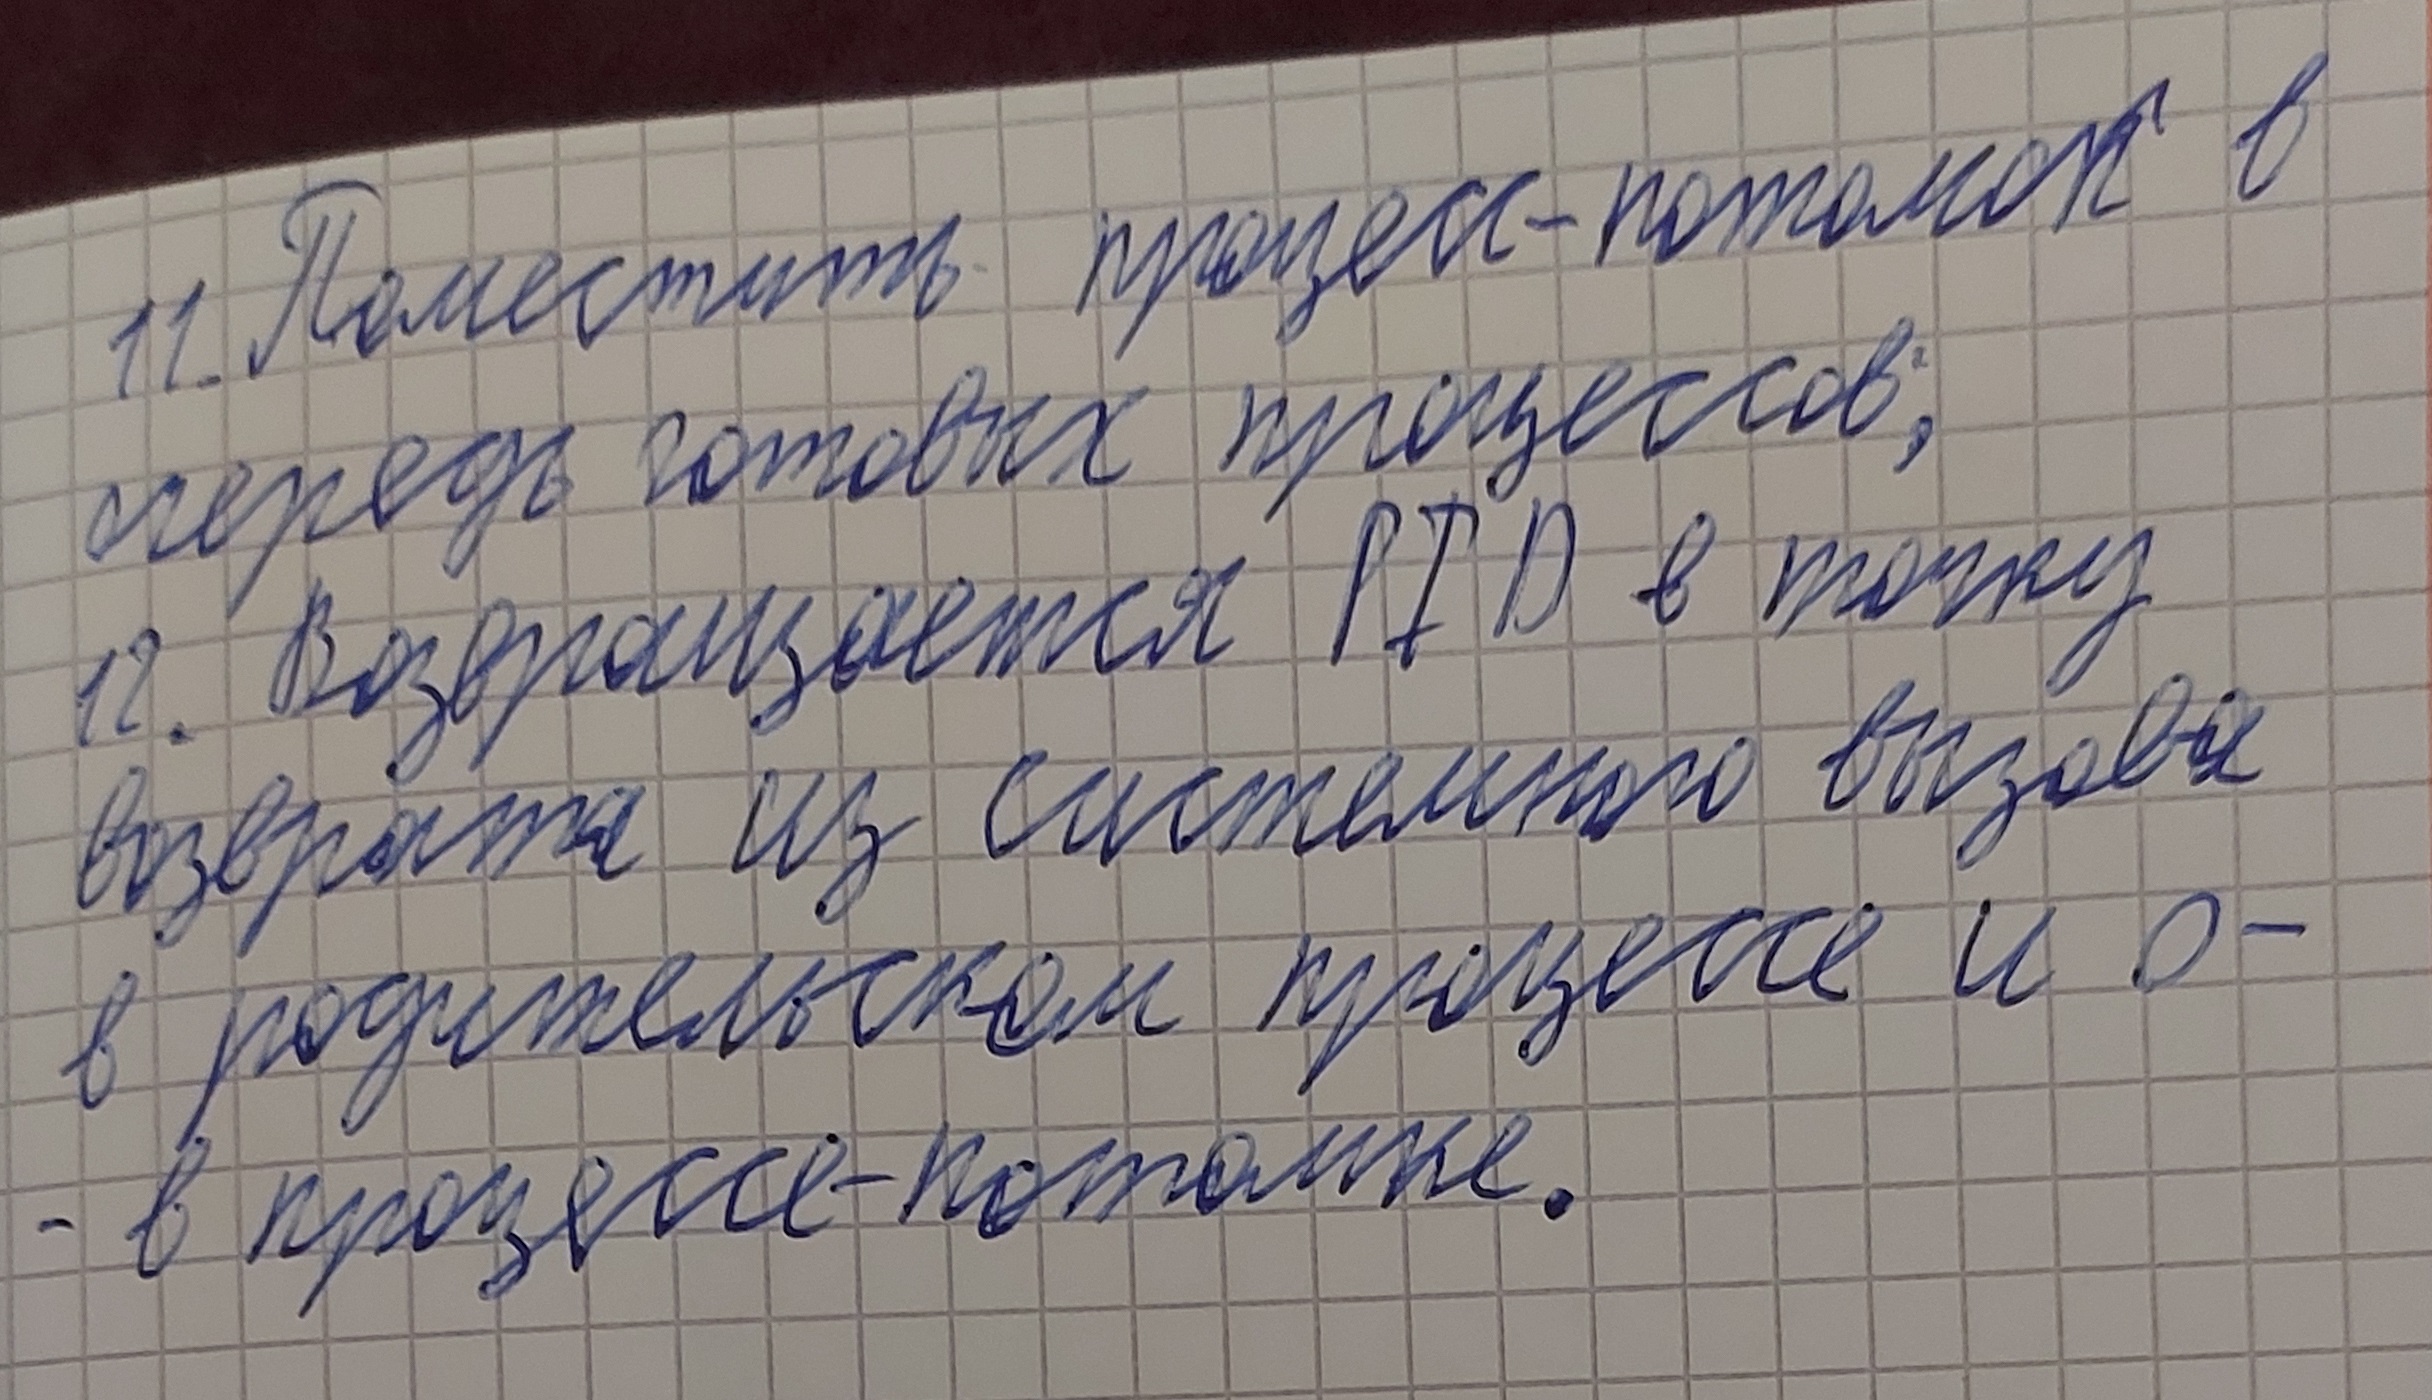 11. Поместить процесс-потомок в
очередь готовых процессов;
12. Возвращается PID в точку
возврата из системного вызова
в родительском процессе и 0-
- в процессе-потомке.